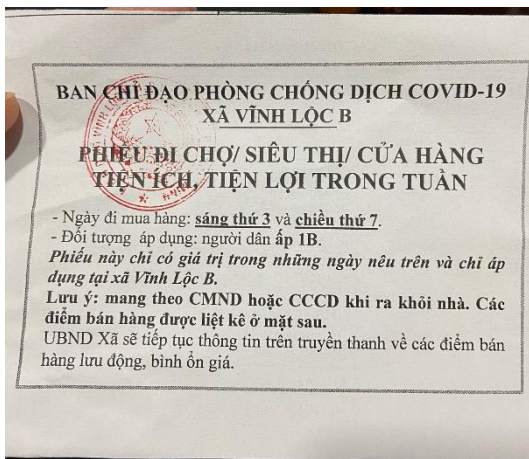 BAN CHỈ ĐẠO PHÒNG CHỐNG DỊCH COVID-19
XÃ VĨNH LỘC B
PHIẾU ĐI CHỢ/ SIÊU THỊ/ CỬA HÀNG
TIỆN ÍCH, TIỆN LỢI TRONG TUẦN
- Ngày đi mua hàng: sáng thứ 3 và chiều thứ 7.
- Đối tượng áp dụng: người dân ấp 1B.
Phiếu này chỉ có giá trị trong những ngày nêu trên và chỉ áp
dụng tại xã Vĩnh Lộc B.
Lưu ý: mang theo CMND hoặc CCCD khi ra khỏi nhà. Các
điểm bán hàng được liệt kê ở mặt sau.
UBND Xã sẽ tiếp tục thông tin trên truyền thanh về các điểm bán
hàng lưu động, bình ổn giá.